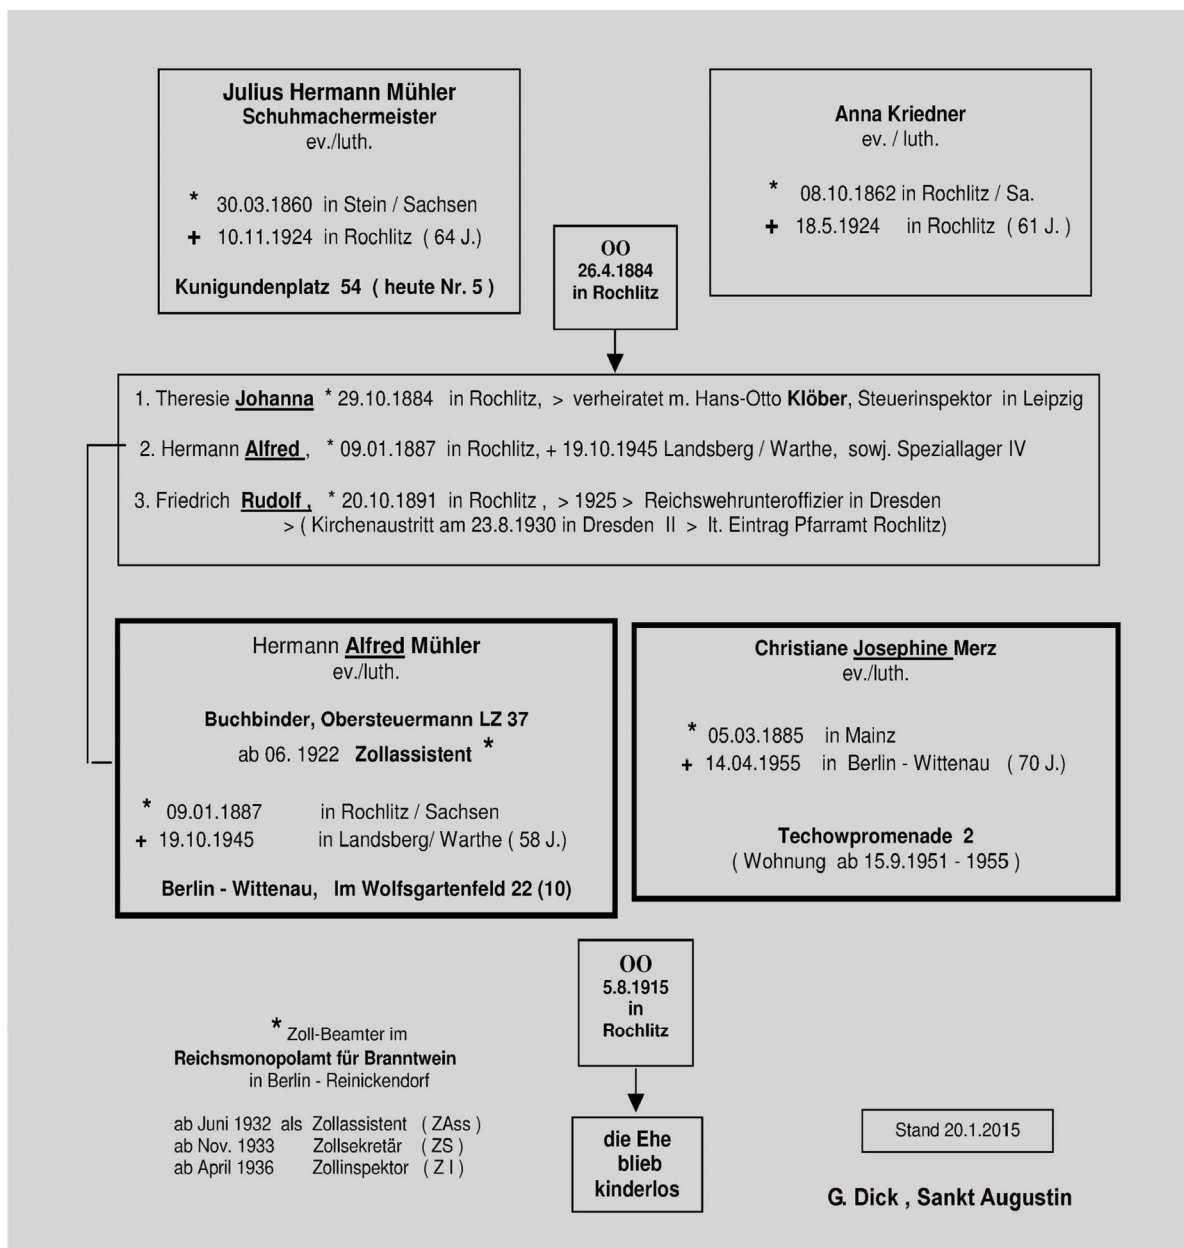 Julius Hermann Mühler
Schuhmachermeister
ev./luth.
* 30.03.1860 in Stein / Sachsen
+ 10.11.1924 in Rochlitz ( 64 J.)
Kunigundenplatz 54 ( heute Nr. 5 )
Anna Kriedner
ev. / luth.
* 08.10.1862 in Rochlitz / Sa.
+ 18.5.1924 in Rochlitz ( 61 J. )
OO
26.4.1884
in Rochlitz
1. Theresie Johanna * 29.10.1884 in Rochlitz, > verheiratet m. Hans-Otto Klöber, Steuerinspektor in Leipzig
2. Hermann Alfred , * 09.01.1887 in Rochlitz, + 19.10.1945 Landsberg / Warthe, sowj. Speziallager IV
3. Friedrich Rudolf , * 20.10.1891 in Rochlitz , > 1925 > Reichswehrunteroffizier in Dresden
> ( Kirchenaustritt am 23.8.1930 in Dresden II > lt. Eintrag Pfarramt Rochlitz)
Hermann Alfred Mühler
ev./luth.
Buchbinder, Obersteuermann LZ 37
ab 06. 1922 Zollassistent *
* 09.01.1887 in Rochlitz / Sachsen
+ 19.10.1945 in Landsberg/ Warthe ( 58 J.)
Berlin - Wittenau, Im Wolfsgartenfeld 22 (10)
Christiane Josephine Merz
ev./luth.
* 05.03.1885 in Mainz
+ 14.04.1955 in Berlin - Wittenau ( 70 J.)
Techowpromenade 2
( Wohnung ab 15.9.1951 - 1955 )
OO
5.8.1915
in
Rochlitz
die Ehe
blieb
kinderlos
* Zoll-Beamter im
Reichsmonopolamt für Branntwein
in Berlin - Reinickendorf
ab Juni 1932 als Zollassistent ( ZAss )
ab Nov. 1933 Zollsekretär ( ZS )
ab April 1936 Zollinspektor ( Z I )
Stand 20.1.2015
G. Dick , Sankt Augustin